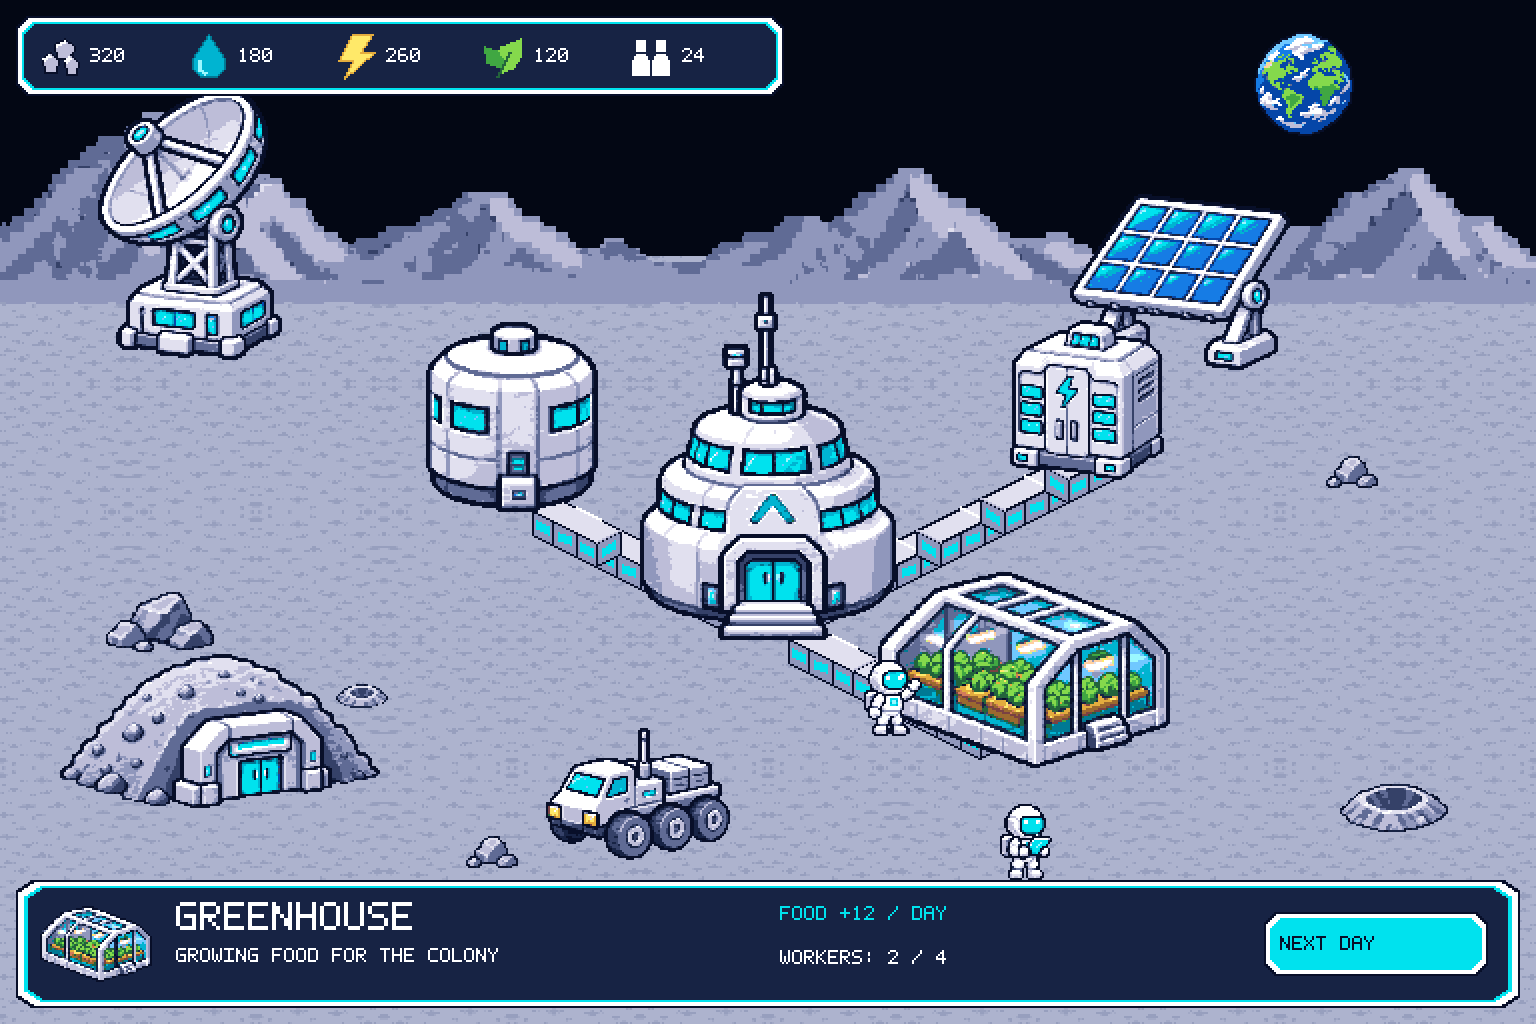 320 180 260 120 24
GREENHOUSE
GROWING FOOD FOR THE COLONY
FOOD +12 / DAY
WORKERS: 2 / 4
NEXT DAY